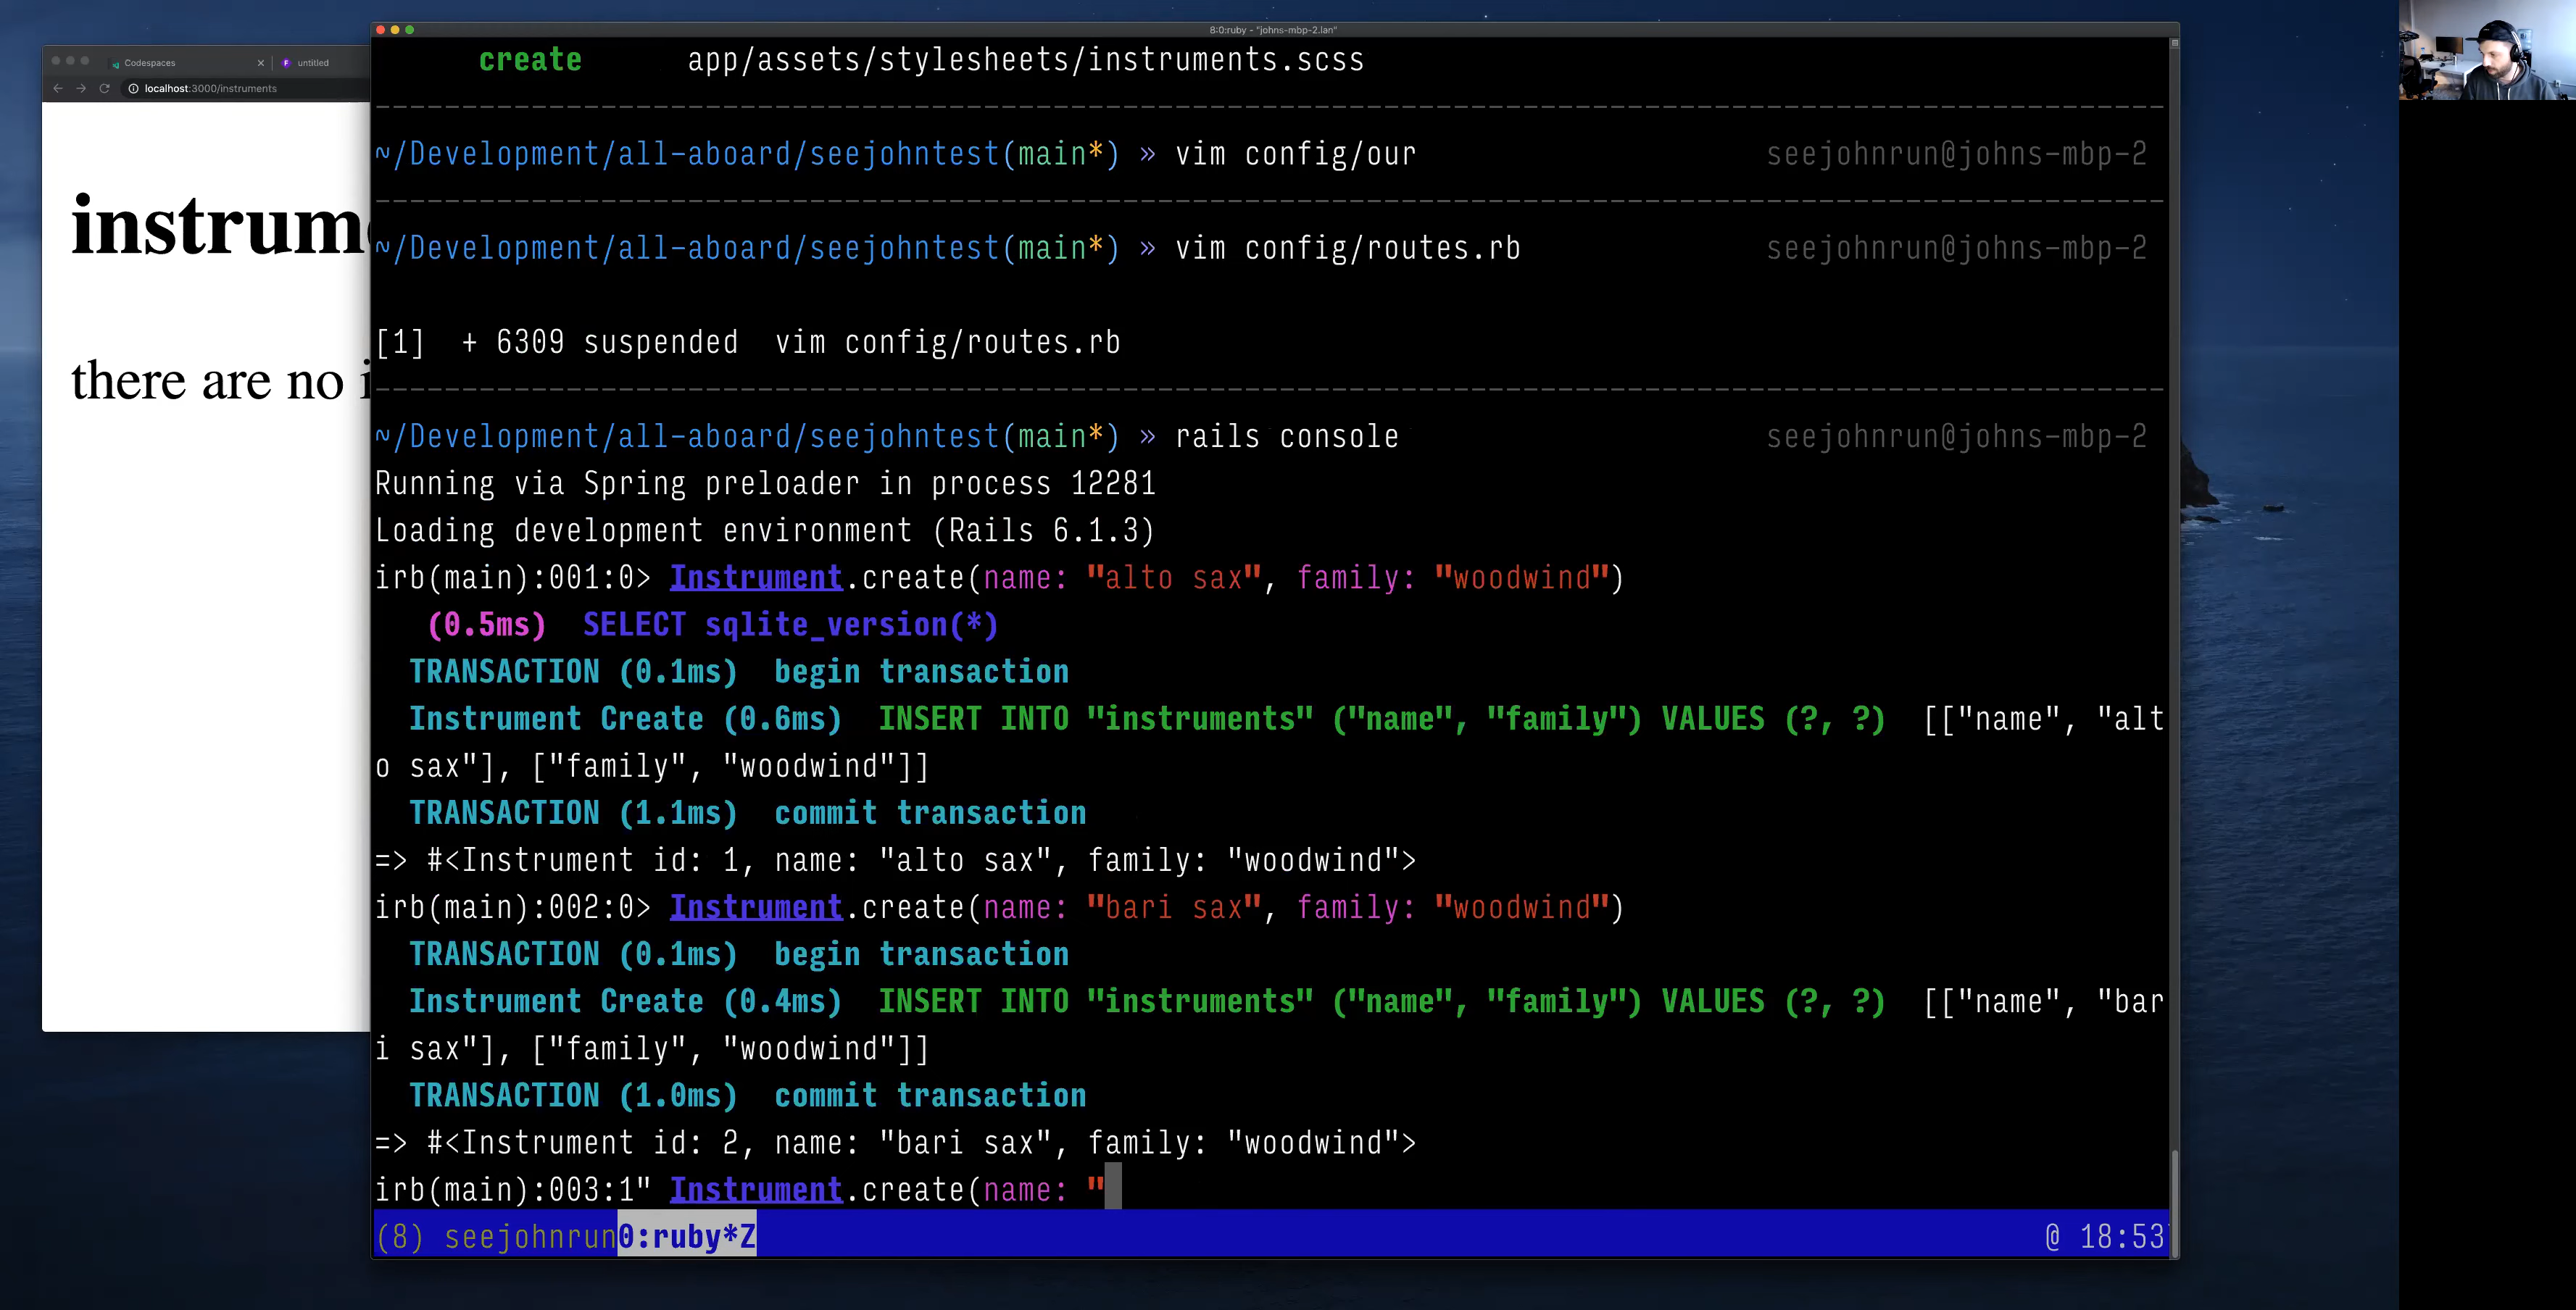 8:0:ruby - "johns-mbp-2.lan"
Codespaces
untitled
localhost:3000/instruments
instrum
there are no i
create app/assets/stylesheets/instruments.scss
~/Development/all-aboard/seejohntest(main*) » vim config/our seejohnrun@johns-mbp-2
~/Development/all-aboard/seejohntest(main*) » vim config/routes.rb seejohnrun@johns-mbp-2
[1] + 6309 suspended vim config/routes.rb
~/Development/all-aboard/seejohntest(main*) » rails console seejohnrun@johns-mbp-2
Running via Spring preloader in process 12281
Loading development environment (Rails 6.1.3)
irb(main):001:0> Instrument.create(name: "alto sax", family: "woodwind")
(0.5ms) SELECT sqlite_version(*)
TRANSACTION (0.1ms) begin transaction
Instrument Create (0.6ms) INSERT INTO "instruments" ("name", "family") VALUES (?, ?) [["name", "alt
o sax"], ["family", "woodwind"]]
TRANSACTION (1.1ms) commit transaction
=> #<Instrument id: 1, name: "alto sax", family: "woodwind">
irb(main):002:0> Instrument.create(name: "bari sax", family: "woodwind")
TRANSACTION (0.1ms) begin transaction
Instrument Create (0.4ms) INSERT INTO "instruments" ("name", "family") VALUES (?, ?) [["name", "bar
i sax"], ["family", "woodwind"]]
TRANSACTION (1.0ms) commit transaction
=> #<Instrument id: 2, name: "bari sax", family: "woodwind">
irb(main):003:1" Instrument.create(name: "
(8) seejohnrun0:ruby*Z @ 18:53